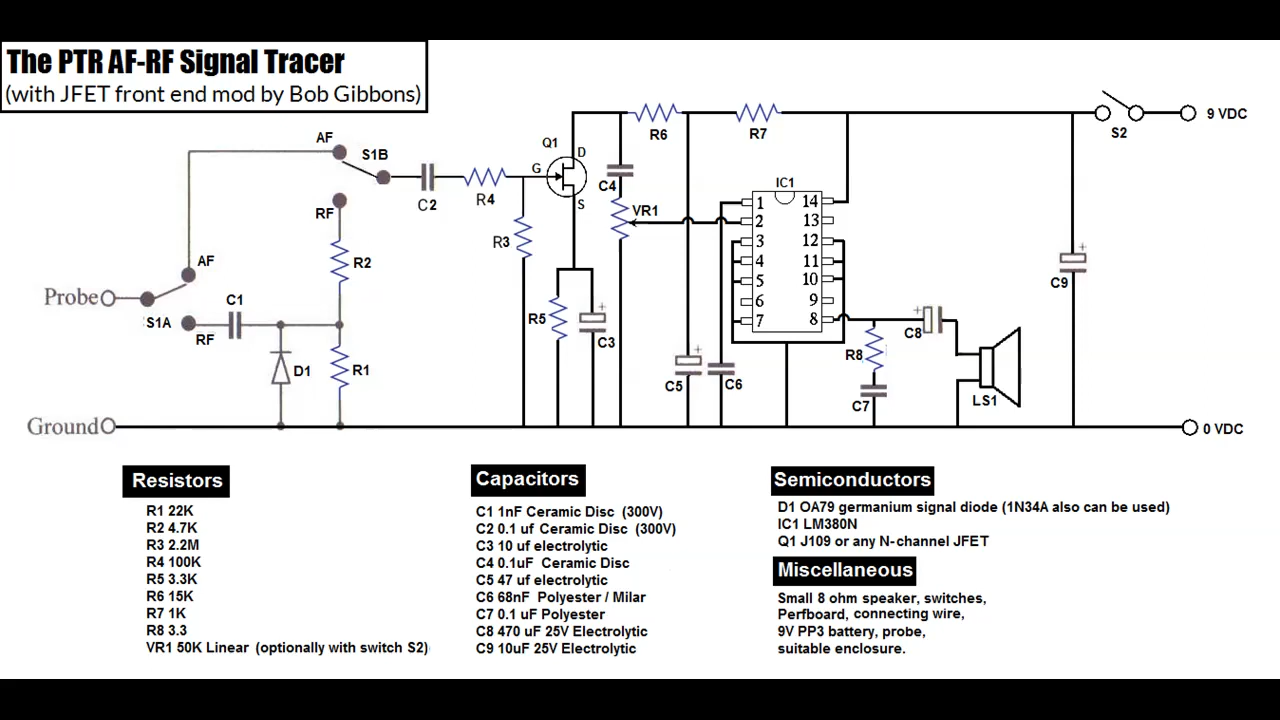 The PTR AF-RF Signal Tracer
(with JFET front end mod by Bob Gibbons)
AF
S1B
RF
AF
Probe
S1A
RF
C1
R2
D1
R1
Ground
C2
R4
R3
Q1
D
G
S
R5
+
C3
C4
VR1
R6
R7
+
C5
C6
IC1
1
2
3
4
5
6
7
14
13
12
11
10
9
8
R8
C7
+
C8
LS1
+
C9
S2
9 VDC
0 VDC
Resistors
R1 22K
R2 4.7K
R3 2.2M
R4 100K
R5 3.3K
R6 15K
R7 1K
R8 3.3
VR1 50K Linear (optionally with switch S2)
Capacitors
C1 1nF Ceramic Disc (300V)
C2 0.1 uf Ceramic Disc (300V)
C3 10 uf electrolytic
C4 0.1uF Ceramic Disc
C5 47 uf electrolytic
C6 68nF Polyester / Milar
C7 0.1 uF Polyester
C8 470 uF 25V Electrolytic
C9 10uF 25V Electrolytic
Semiconductors
D1 OA79 germanium signal diode (1N34A also can be used)
IC1 LM380N
Q1 J109 or any N-channel JFET
Miscellaneous
Small 8 ohm speaker, switches,
Perfboard, connecting wire,
9V PP3 battery, probe,
suitable enclosure.